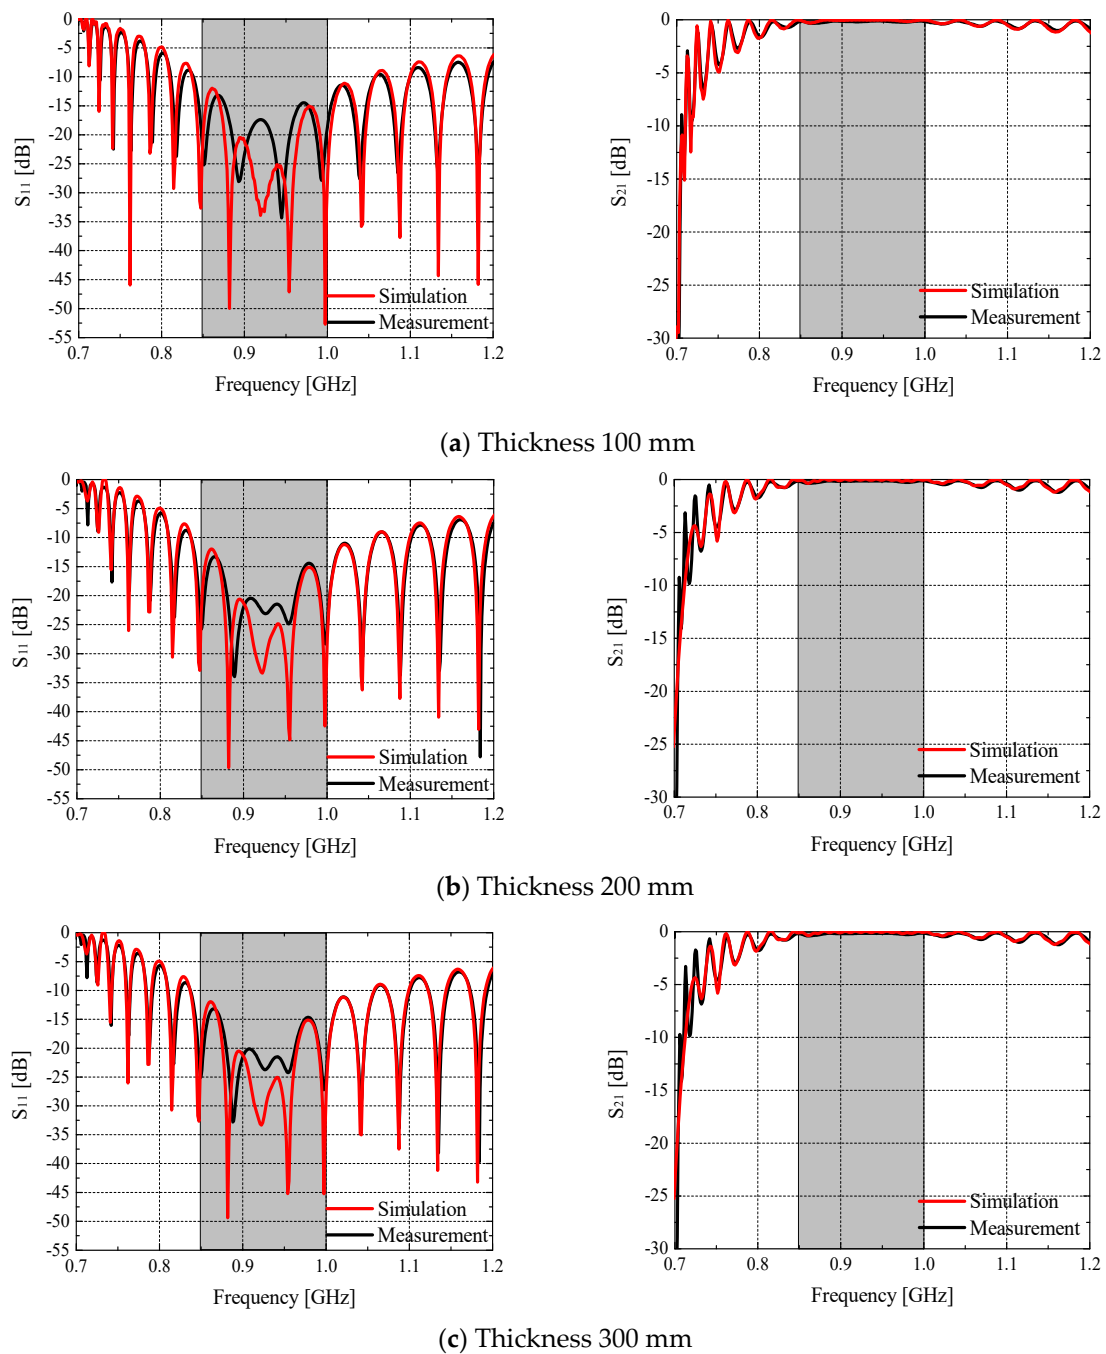 0
-5
-10
-15
-20
-25
-30
-35
-40
-45
-50
-55
S11 [dB]
0.7 0.8 0.9 1.0 1.1 1.2
Frequency [GHz]
Simulation
Measurement
0
-5
-10
-15
-20
-25
-30
S21 [dB]
0.7 0.8 0.9 1.0 1.1 1.2
Frequency [GHz]
Simulation
Measurement
(a) Thickness 100 mm
0
-5
-10
-15
-20
-25
-30
-35
-40
-45
-50
-55
S11 [dB]
0.7 0.8 0.9 1.0 1.1 1.2
Frequency [GHz]
Simulation
Measurement
0
-5
-10
-15
-20
-25
-30
S21 [dB]
0.7 0.8 0.9 1.0 1.1 1.2
Frequency [GHz]
Simulation
Measurement
(b) Thickness 200 mm
0
-5
-10
-15
-20
-25
-30
-35
-40
-45
-50
-55
S11 [dB]
0.7 0.8 0.9 1.0 1.1 1.2
Frequency [GHz]
Simulation
Measurement
0
-5
-10
-15
-20
-25
-30
S21 [dB]
0.7 0.8 0.9 1.0 1.1 1.2
Frequency [GHz]
Simulation
Measurement
(c) Thickness 300 mm